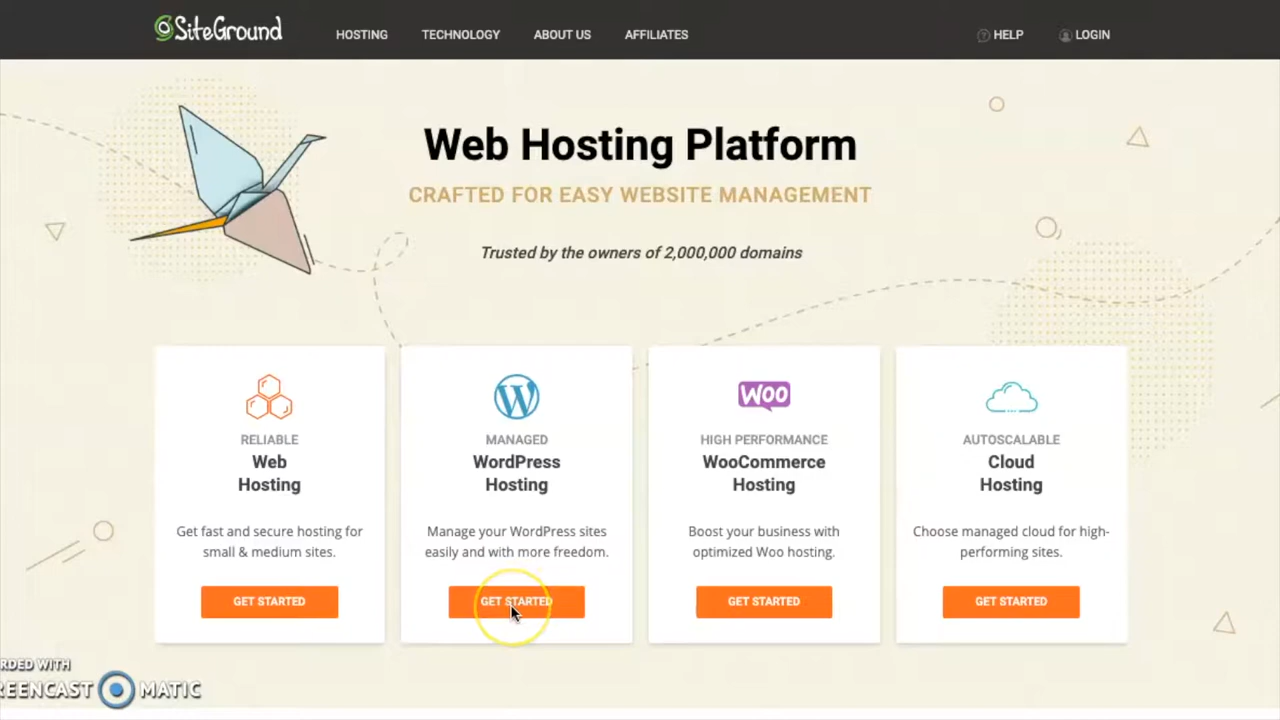 SiteGround
HOSTING
TECHNOLOGY
ABOUT US
AFFILIATES
HELP
LOGIN
Web Hosting Platform
CRAFTED FOR EASY WEBSITE MANAGEMENT
Trusted by the owners of 2,000,000 domains
RELIABLE
Web
Hosting
Get fast and secure hosting for
small & medium sites.
GET STARTED
MANAGED
WordPress
Hosting
Manage your WordPress sites
easily and with more freedom.
GET STARTED
WOO
HIGH PERFORMANCE
WooCommerce
Hosting
Boost your business with
optimized Woo hosting.
GET STARTED
AUTOSCALABLE
Cloud
Hosting
Choose managed cloud for high-
performing sites.
GET STARTED
RDED WITH
REENCAST MATIC